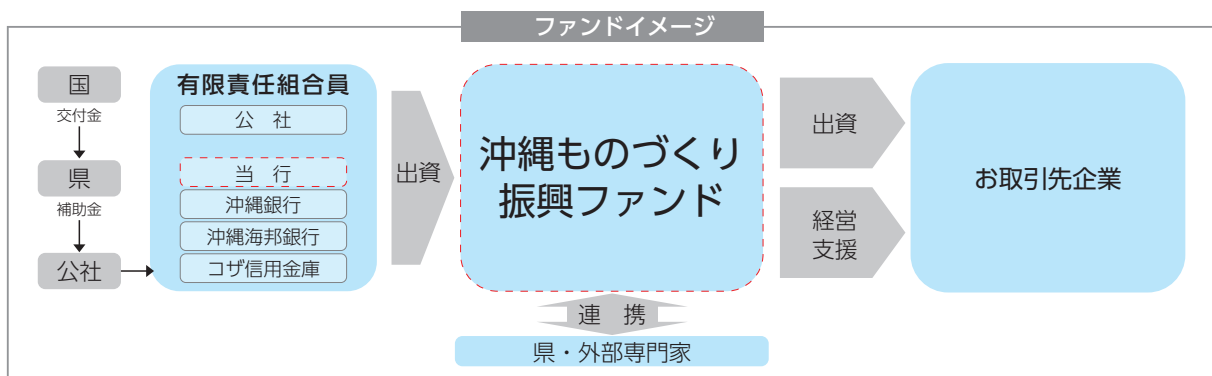 ファンドイメージ
国
交付金
県
補助金
公社
有限責任組合員
公　社
当　行
沖縄銀行
沖縄海邦銀行
コザ信用金庫
出資
沖縄ものづくり
振興ファンド
出資
経営
支援
お取引先企業
連　携
県・外部専門家